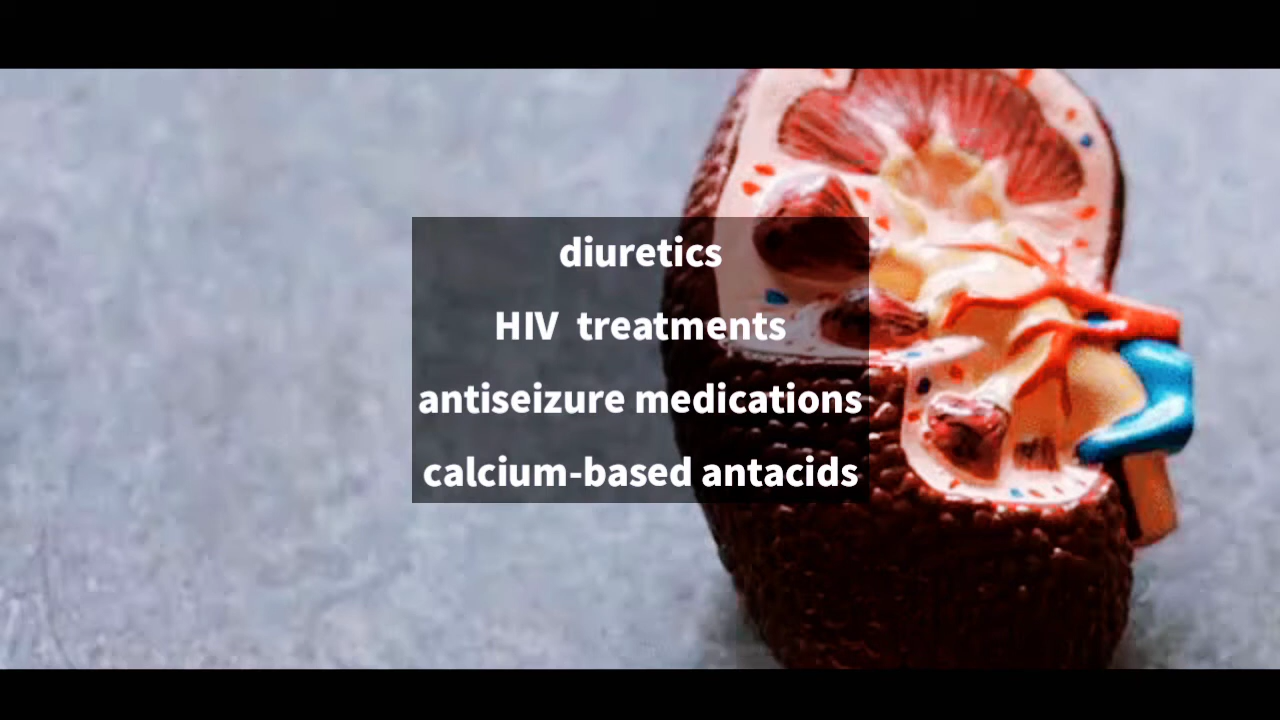 diuretics
HIV  treatments
antiseizure medications
calcium-based antacids